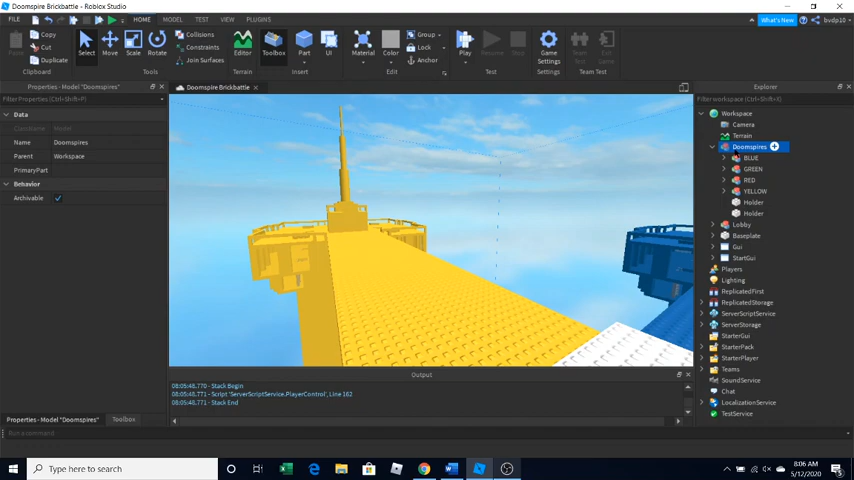 Doomspire Brickbattle - Roblox Studio
FILE HOME MODEL TEST VIEW PLUGINS What's New bvdp10
Paste Copy Cut Duplicate
Select Move Scale Rotate Collisions Constraints Join Surfaces
Editor Toolbox Part UI Material Color Group Lock Anchor
Play Resume Stop Game Settings Team Test Exit Game
Clipboard Tools Terrain Insert Edit Test Settings Team Test
Properties - Model "Doomspires"
Filter Properties (Ctrl+Shift+P)
Data
ClassName Model
Name Doomspires
Parent Workspace
PrimaryPart
Behavior
Archivable
Properties - Model "Doomspires" Toolbox
Doomspire Brickbattle
Output
08:05:48.770 - Stack Begin
08:05:48.771 - Script 'ServerScriptService.PlayerControl', Line 162
08:05:48.771 - Stack End
Explorer
Filter workspace (Ctrl+Shift+X)
Workspace
Camera
Terrain
Doomspires
BLUE
GREEN
RED
YELLOW
Holder
Holder
Lobby
Baseplate
Gui
StartGui
Players
Lighting
ReplicatedFirst
ReplicatedStorage
ServerScriptService
ServerStorage
StarterGui
StarterPack
StarterPlayer
Teams
SoundService
Chat
LocalizationService
TestService
Run a command
Type here to search
8:06 AM
5/12/2020